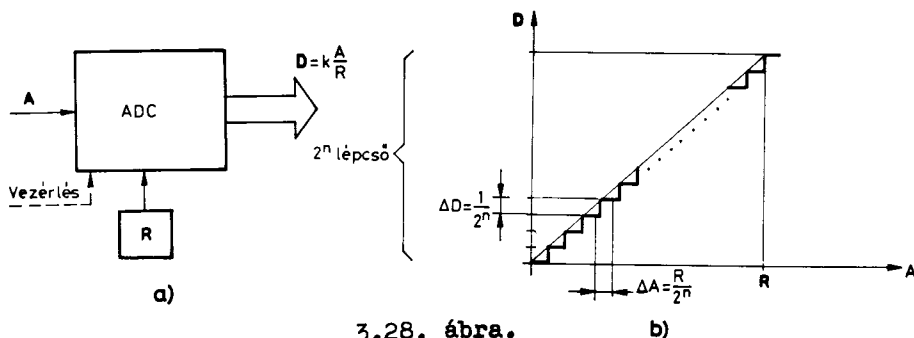 A
ADC
D=k A/R
Vezérlés
R
a)
2ⁿ lépcső
D
ΔD= 1/2ⁿ
ΔA= R/2ⁿ
R
A
3.28. ábra.
b)